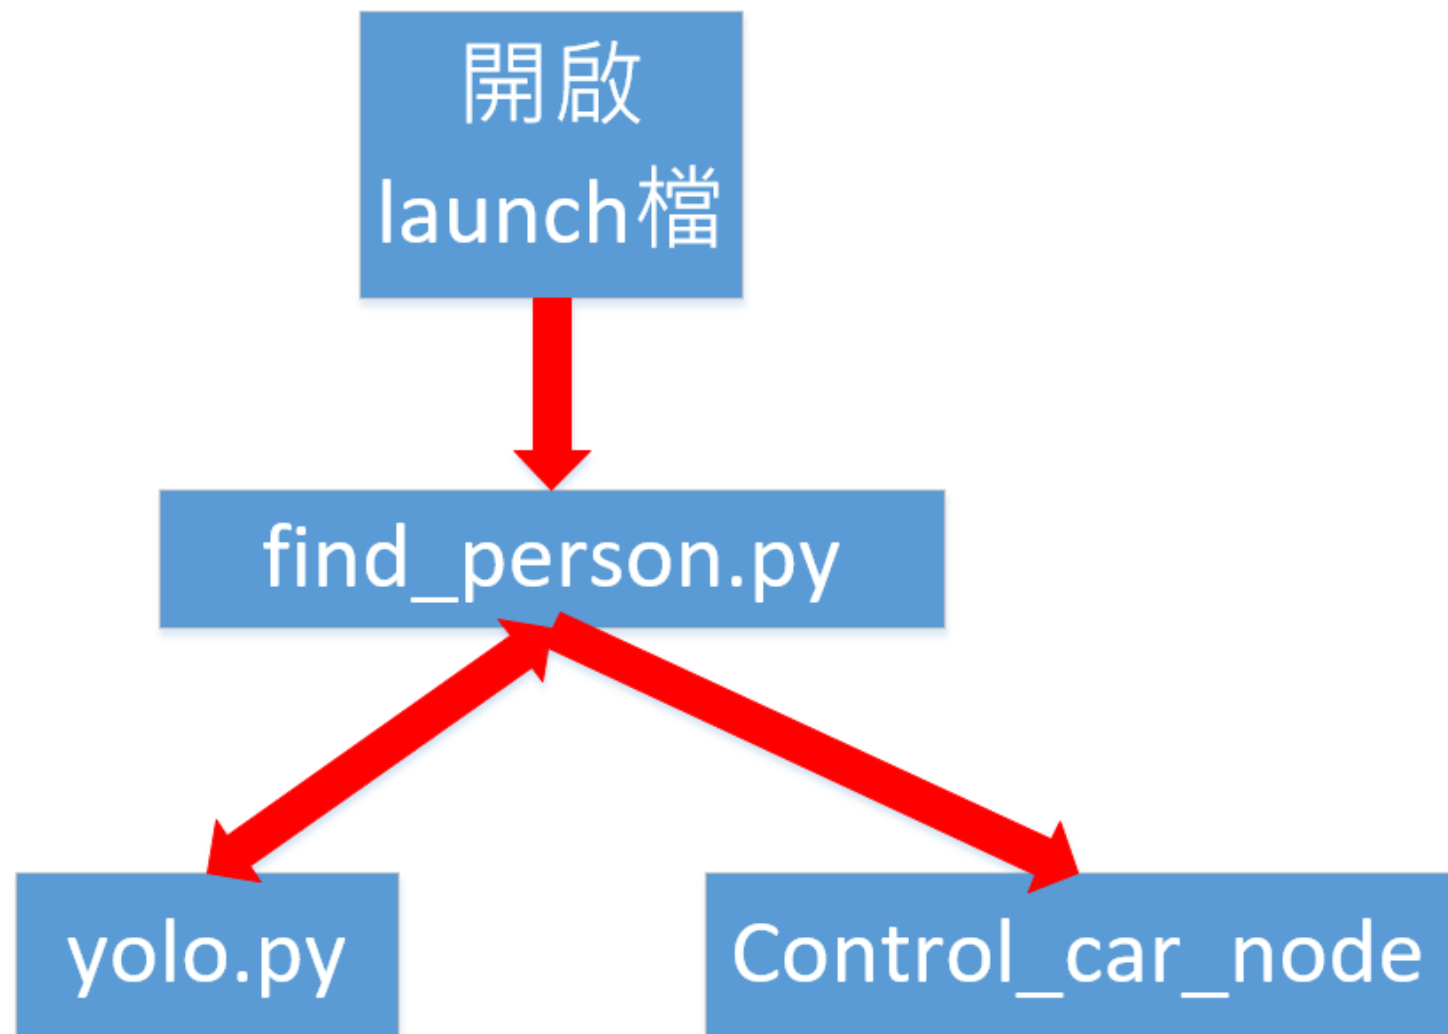 開啟
launch檔
find_person.py
yolo.py
Control_car_node